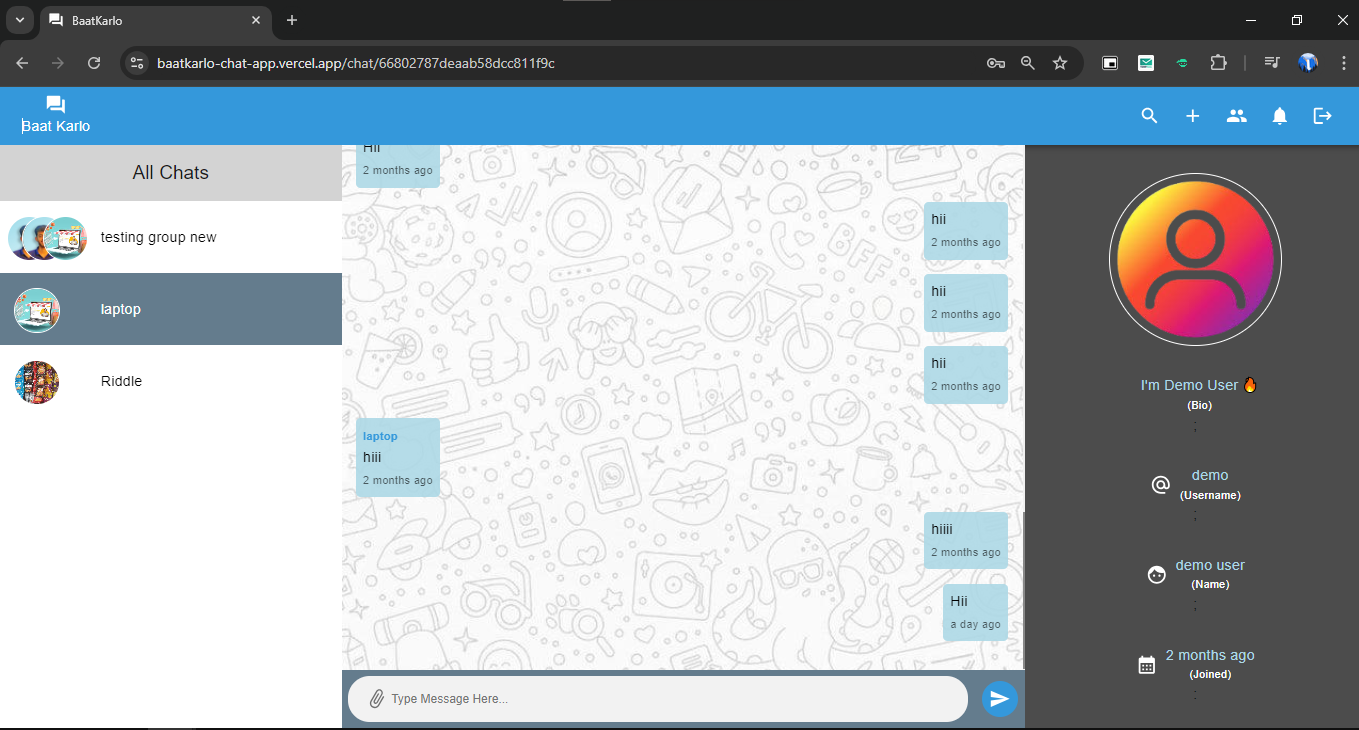 BaatKarlo
baatkarlo-chat-app.vercel.app/chat/66802787deaab58dcc811f9c
Baat Karlo
All Chats
testing group new
laptop
Riddle
Hii
2 months ago
hii
2 months ago
hii
2 months ago
hii
2 months ago
laptop
hiii
2 months ago
hiiii
2 months ago
Hii
a day ago
Type Message Here...
I'm Demo User 🔥
(Bio)
;
demo
(Username)
;
demo user
(Name)
;
2 months ago
(Joined)
;